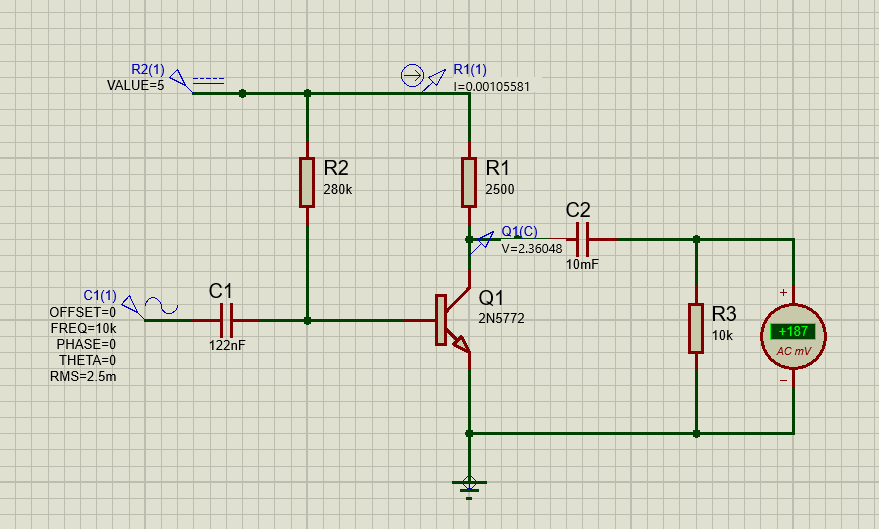 R2(1)
VALUE=5
R1(1)
I=0.00105581
R2
280k
R1
2500
C2
10mF
Q1(C)
V=2.36048
C1(1)
OFFSET=0
FREQ=10k
PHASE=0
THETA=0
RMS=2.5m
C1
122nF
Q1
2N5772
R3
10k
+
+187
AC mV
−